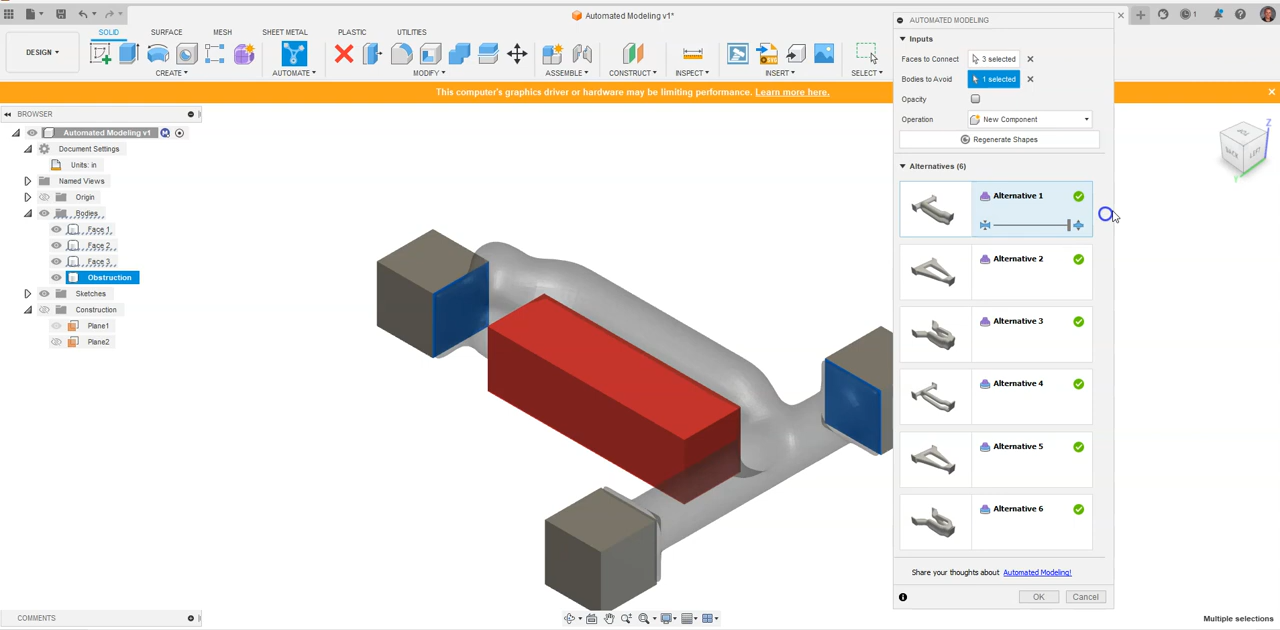 Automated Modeling v1*
1
DESIGN
SOLID
SURFACE
MESH
SHEET METAL
PLASTIC
UTILITIES
CREATE
AUTOMATE
MODIFY
ASSEMBLE
CONSTRUCT
INSPECT
INSERT
SELECT
This computer's graphics driver or hardware may be limiting performance. Learn more here.
BROWSER
Automated Modeling v1
M
Document Settings
Units: in
Named Views
Origin
Bodies
Face 1
Face 2
Face 3
Obstruction
Sketches
Construction
Plane1
Plane2
Z
BACK
LEFT
Y
AUTOMATED MODELING
Inputs
Faces to Connect 3 selected
Bodies to Avoid 1 selected
Opacity
Operation New Component
Regenerate Shapes
Alternatives (6)
Alternative 1
Alternative 2
Alternative 3
Alternative 4
Alternative 5
Alternative 6
Share your thoughts about Automated Modeling!
OK Cancel
COMMENTS
Multiple selections